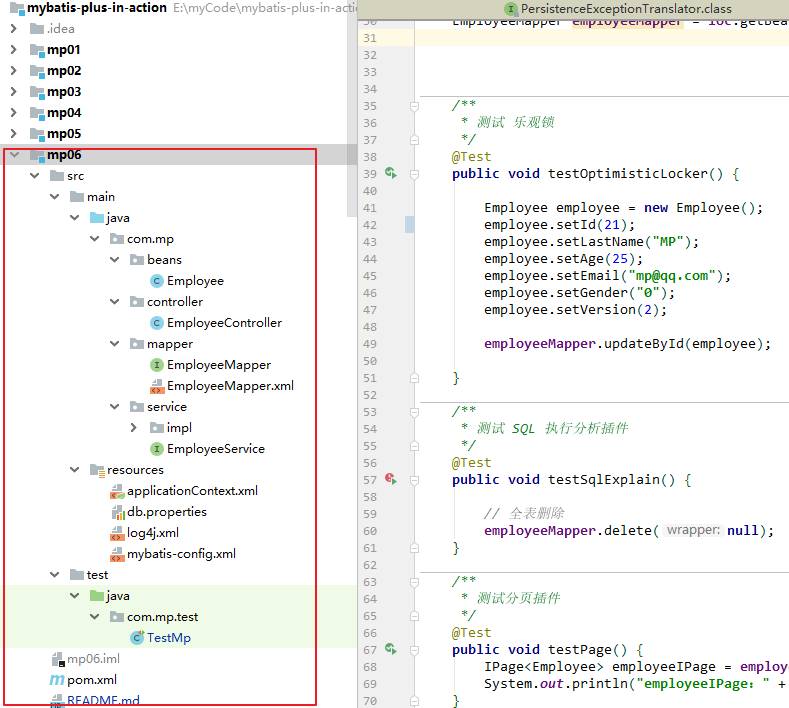 mybatis-plus-in-action E:\myCode\mybatis-plus-in-actio
.idea
mp01
mp02
mp03
mp04
mp05
mp06
src
main
java
com.mp
beans
Employee
controller
EmployeeController
mapper
EmployeeMapper
EmployeeMapper.xml
service
impl
EmployeeService
resources
applicationContext.xml
db.properties
log4j.xml
mybatis-config.xml
test
java
com.mp.test
TestMp
mp06.iml
pom.xml
README.md
PersistenceExceptionTranslator.class
30 EmployeeMapper employeeMapper = ioc.getBea
31
32
33
34
35 /**
36 * 测试 乐观锁
37 */
38 @Test
39 public void testOptimisticLocker() {
40
41 Employee employee = new Employee();
42 employee.setId(21);
43 employee.setLastName("MP");
44 employee.setAge(25);
45 employee.setEmail("mp@qq.com");
46 employee.setGender("0");
47 employee.setVersion(2);
48
49 employeeMapper.updateById(employee);
50
51 }
52
53 /**
54 * 测试 SQL 执行分析插件
55 */
56 @Test
57 public void testSqlExplain() {
58
59 // 全表删除
60 employeeMapper.delete( wrapper: null);
61 }
62
63 /**
64 * 测试分页插件
65 */
66 @Test
67 public void testPage() {
68 IPage<Employee> employeeIPage = employ
69 System.out.println("employeeIPage：" +
70 }